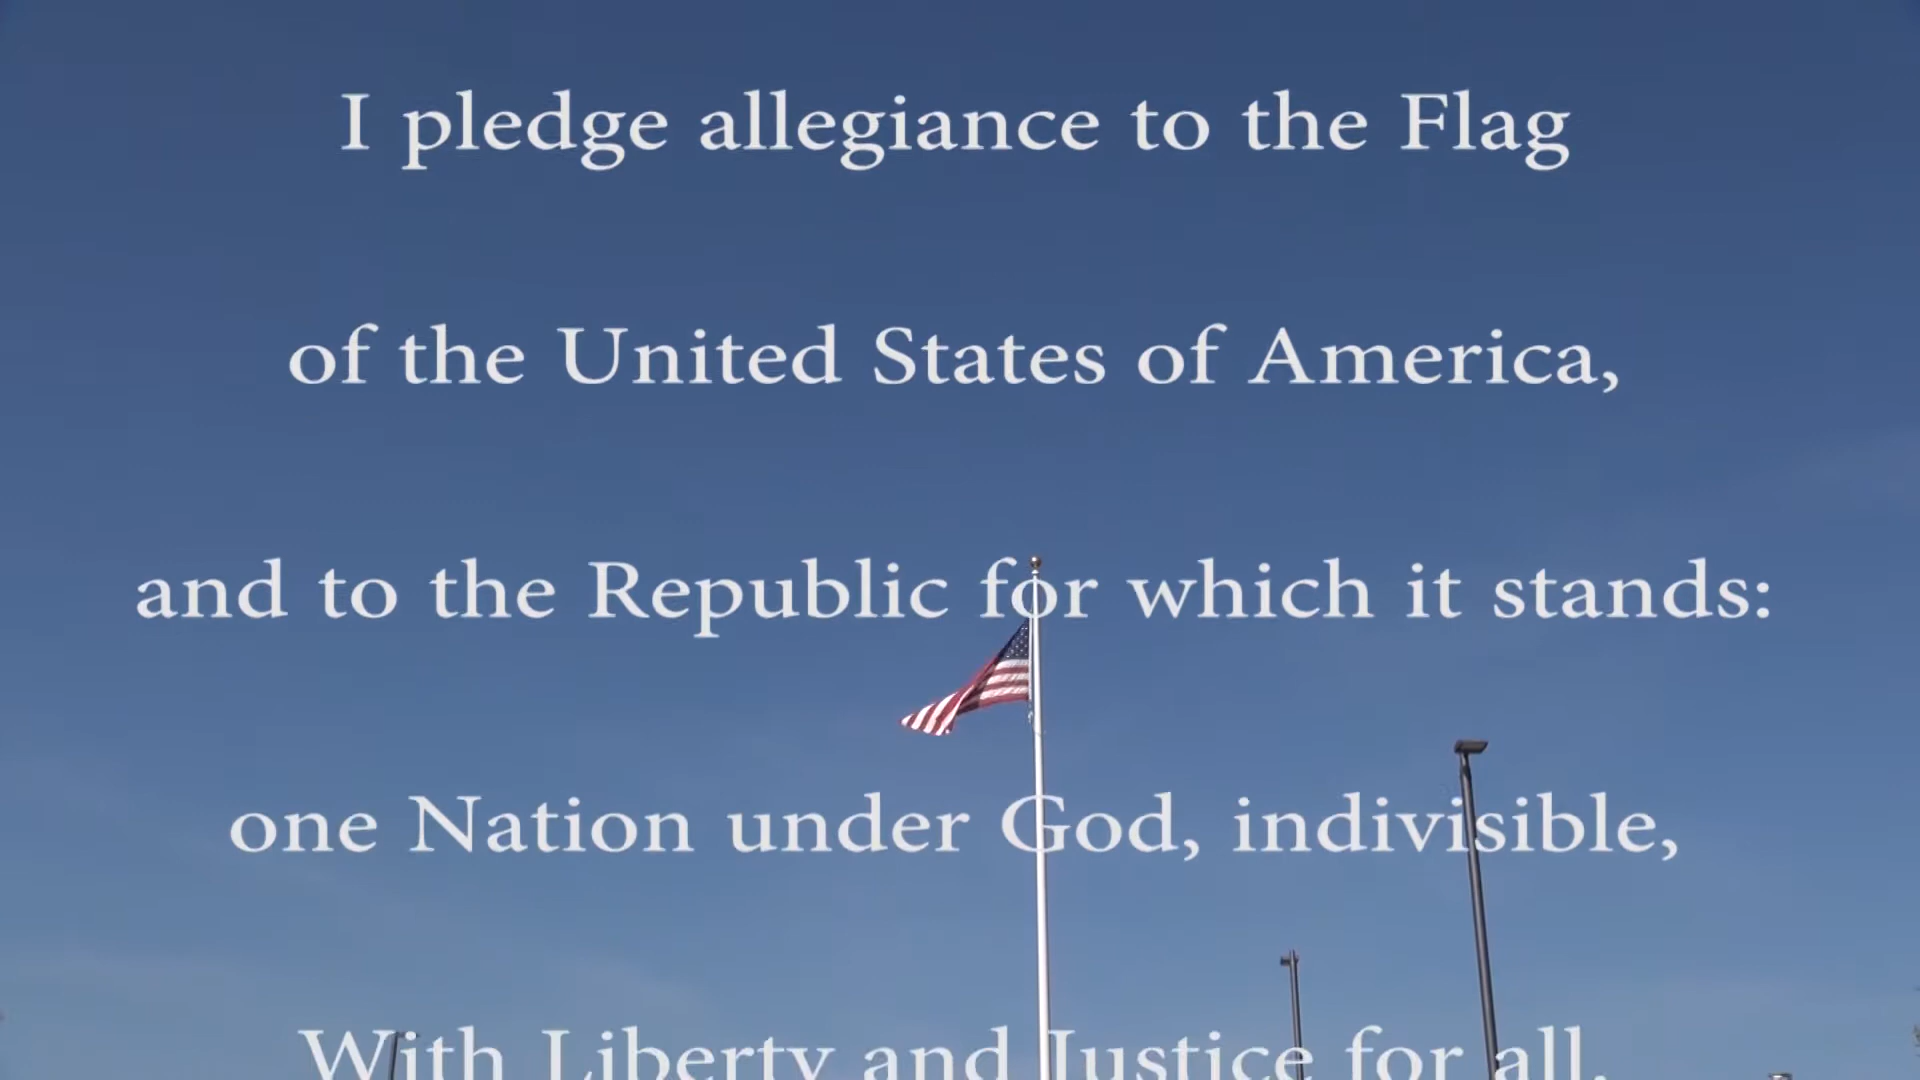 I pledge allegiance to the Flag
of the United States of America,
and to the Republic for which it stands:
one Nation under God, indivisible,
With Liberty and Justice for all.